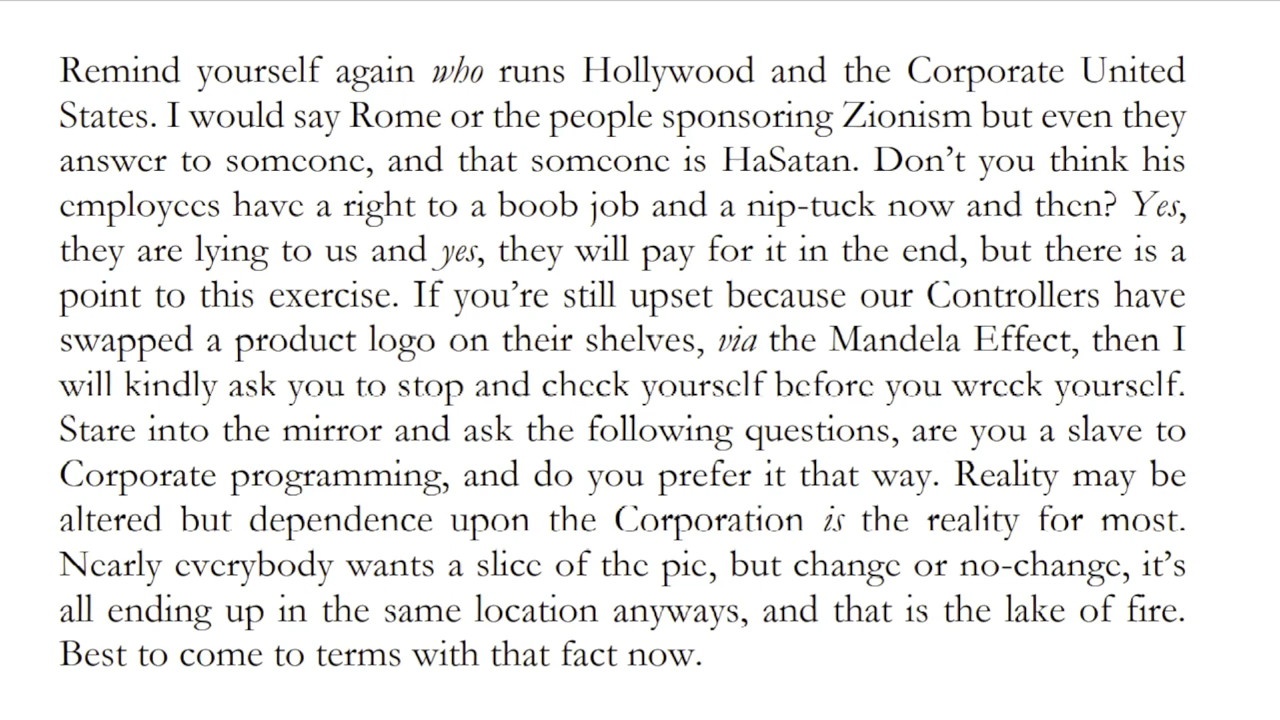 Remind yourself again who runs Hollywood and the Corporate United
States. I would say Rome or the people sponsoring Zionism but even they
answer to someone, and that someone is HaSatan. Don’t you think his
employees have a right to a boob job and a nip-tuck now and then? Yes,
they are lying to us and yes, they will pay for it in the end, but there is a
point to this exercise. If you’re still upset because our Controllers have
swapped a product logo on their shelves, via the Mandela Effect, then I
will kindly ask you to stop and check yourself before you wreck yourself.
Stare into the mirror and ask the following questions, are you a slave to
Corporate programming, and do you prefer it that way. Reality may be
altered but dependence upon the Corporation is the reality for most.
Nearly everybody wants a slice of the pie, but change or no-change, it’s
all ending up in the same location anyways, and that is the lake of fire.
Best to come to terms with that fact now.